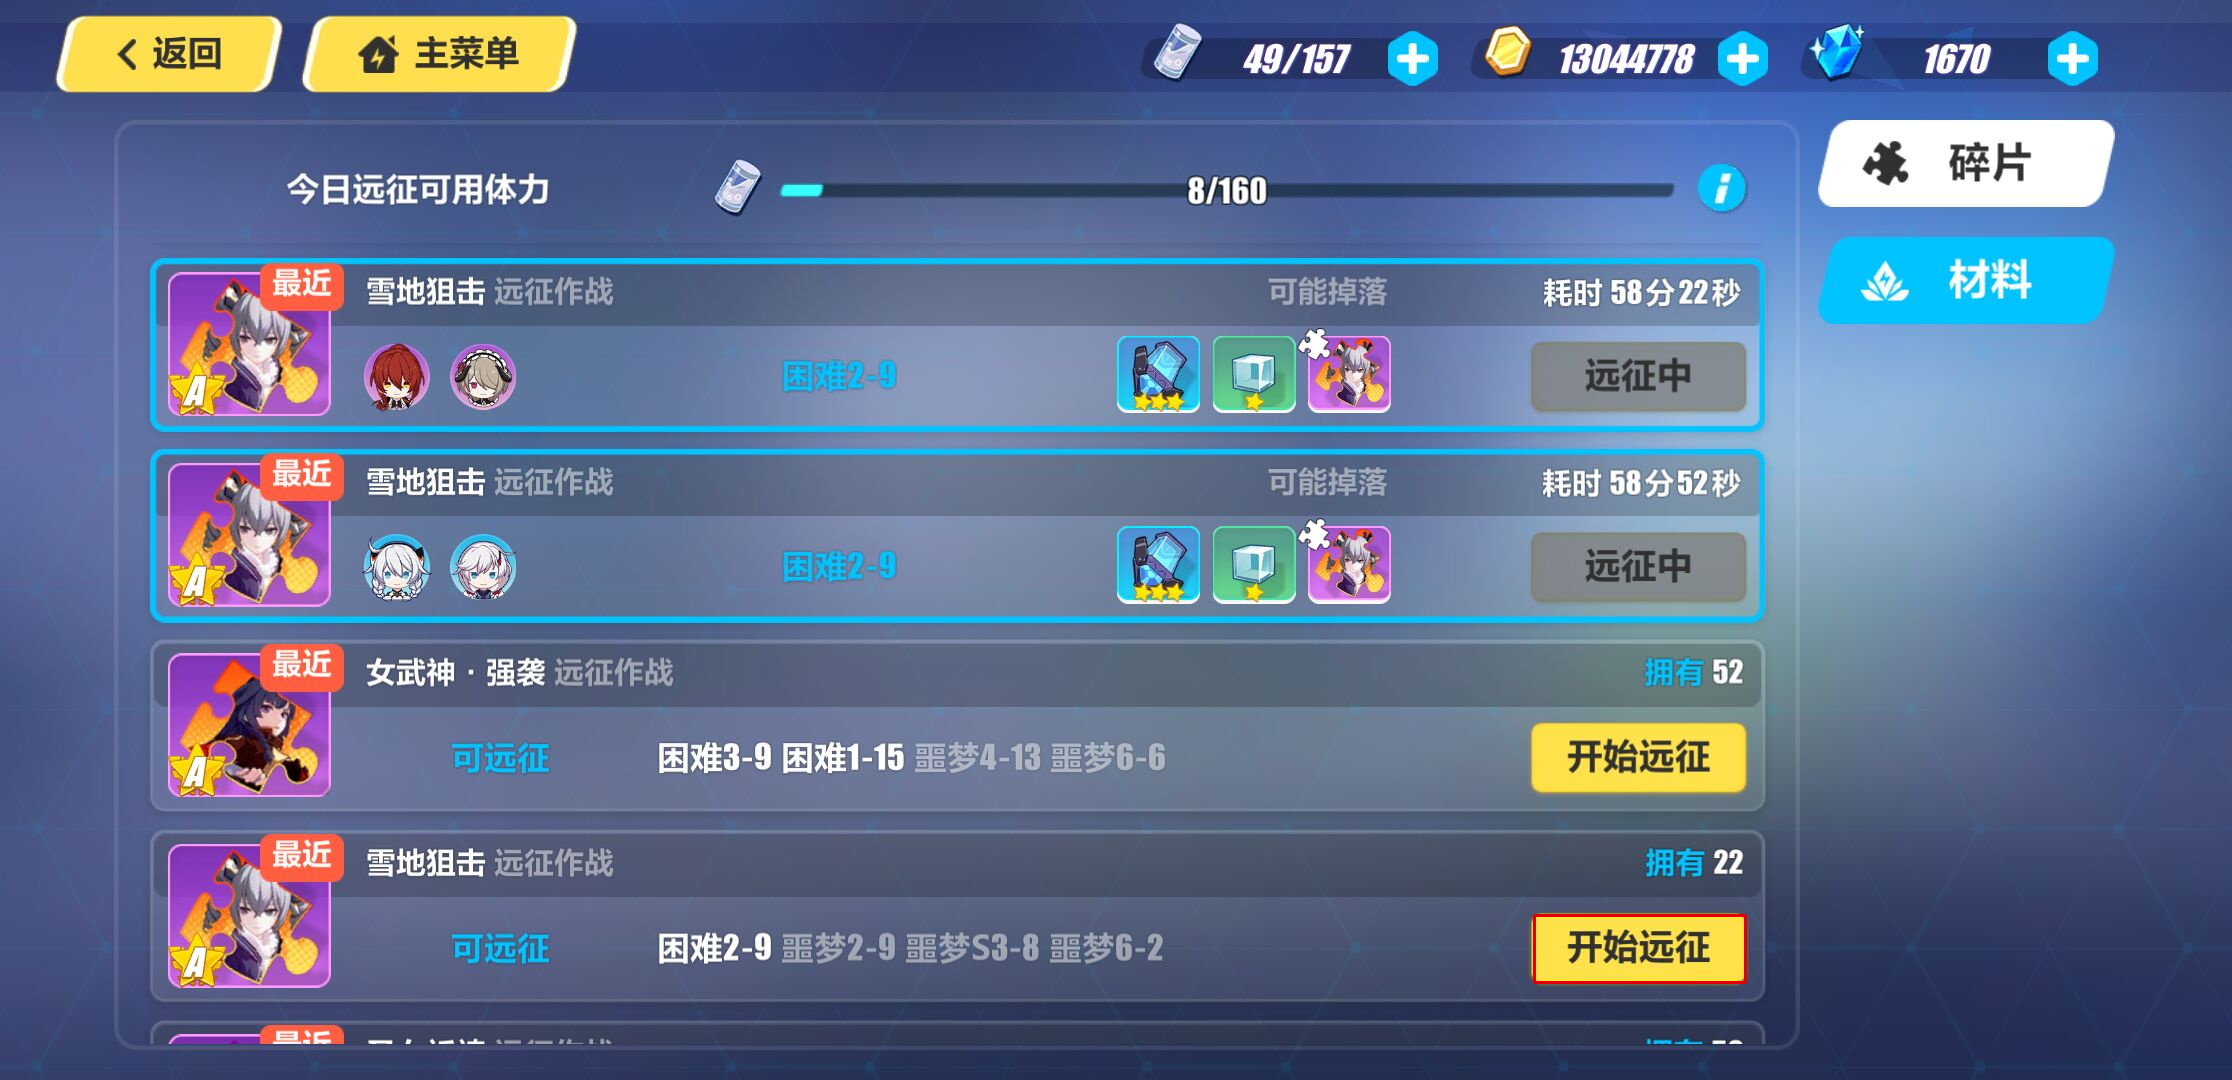 返回
主菜单
49/157
13044778
1670
今日远征可用体力
8/160
碎片
材料
最近
雪地狙击 远征作战
可能掉落
耗时 58分22秒
A
困难2-9
远征中
最近
雪地狙击 远征作战
可能掉落
耗时 58分52秒
A
困难2-9
远征中
最近
女武神·强袭 远征作战
拥有 52
A
可远征
困难3-9 困难1-15 噩梦4-13 噩梦6-6
开始远征
最近
雪地狙击 远征作战
拥有 22
A
可远征
困难2-9 噩梦2-9 噩梦S3-8 噩梦6-2
开始远征
最近
远征作战
拥有